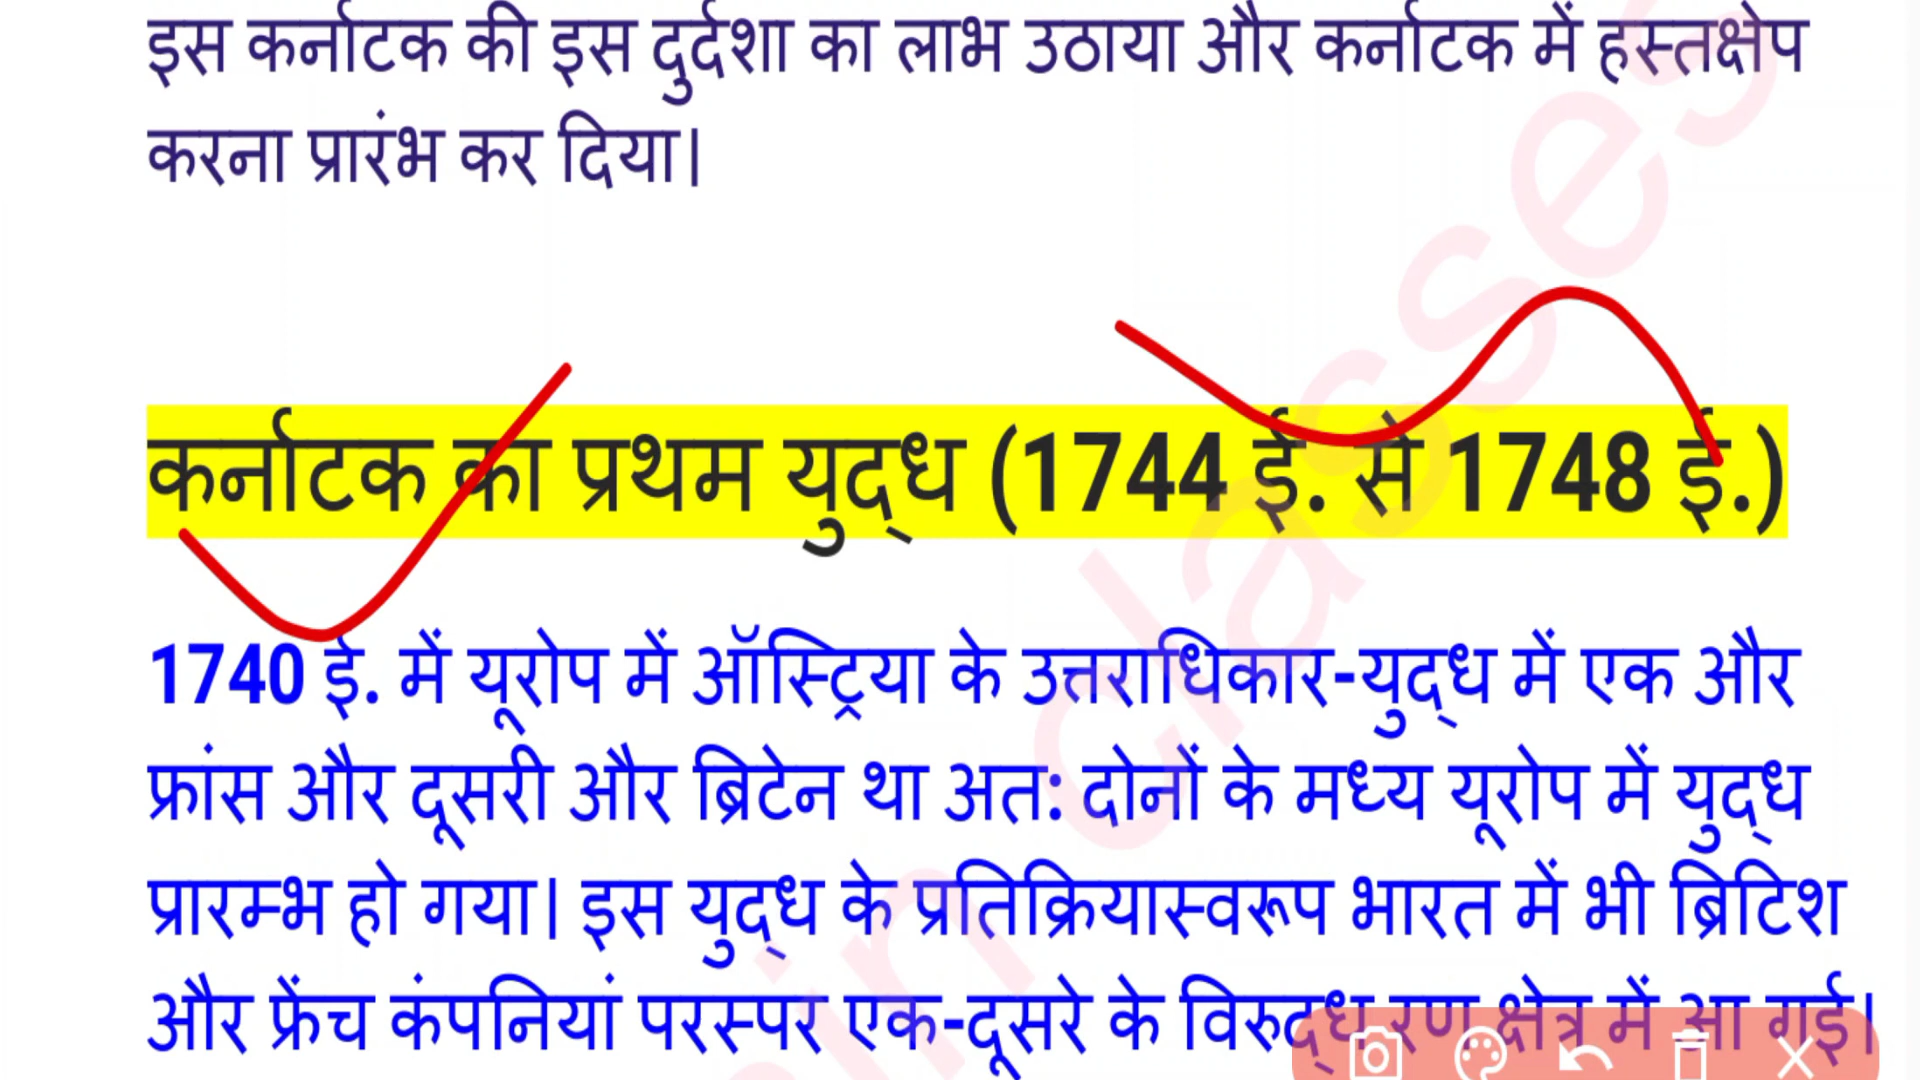 इस कर्नाटक की इस दुर्दशा का लाभ उठाया और कर्नाटक में हस्तक्षेप
करना प्रारंभ कर दिया।
कर्नाटक का प्रथम युद्ध (1744 ई. से 1748 ई.)
1740 ई. में यूरोप में ऑस्ट्रिया के उत्तराधिकार-युद्ध में एक और
फ्रांस और दूसरी और ब्रिटेन था अत: दोनों के मध्य यूरोप में युद्ध
प्रारम्भ हो गया। इस युद्ध के प्रतिक्रियास्वरूप भारत में भी ब्रिटिश
और फ्रेंच कंपनियां परस्पर एक-दूसरे के विरुद्ध रण क्षेत्र में आ गई।
classes